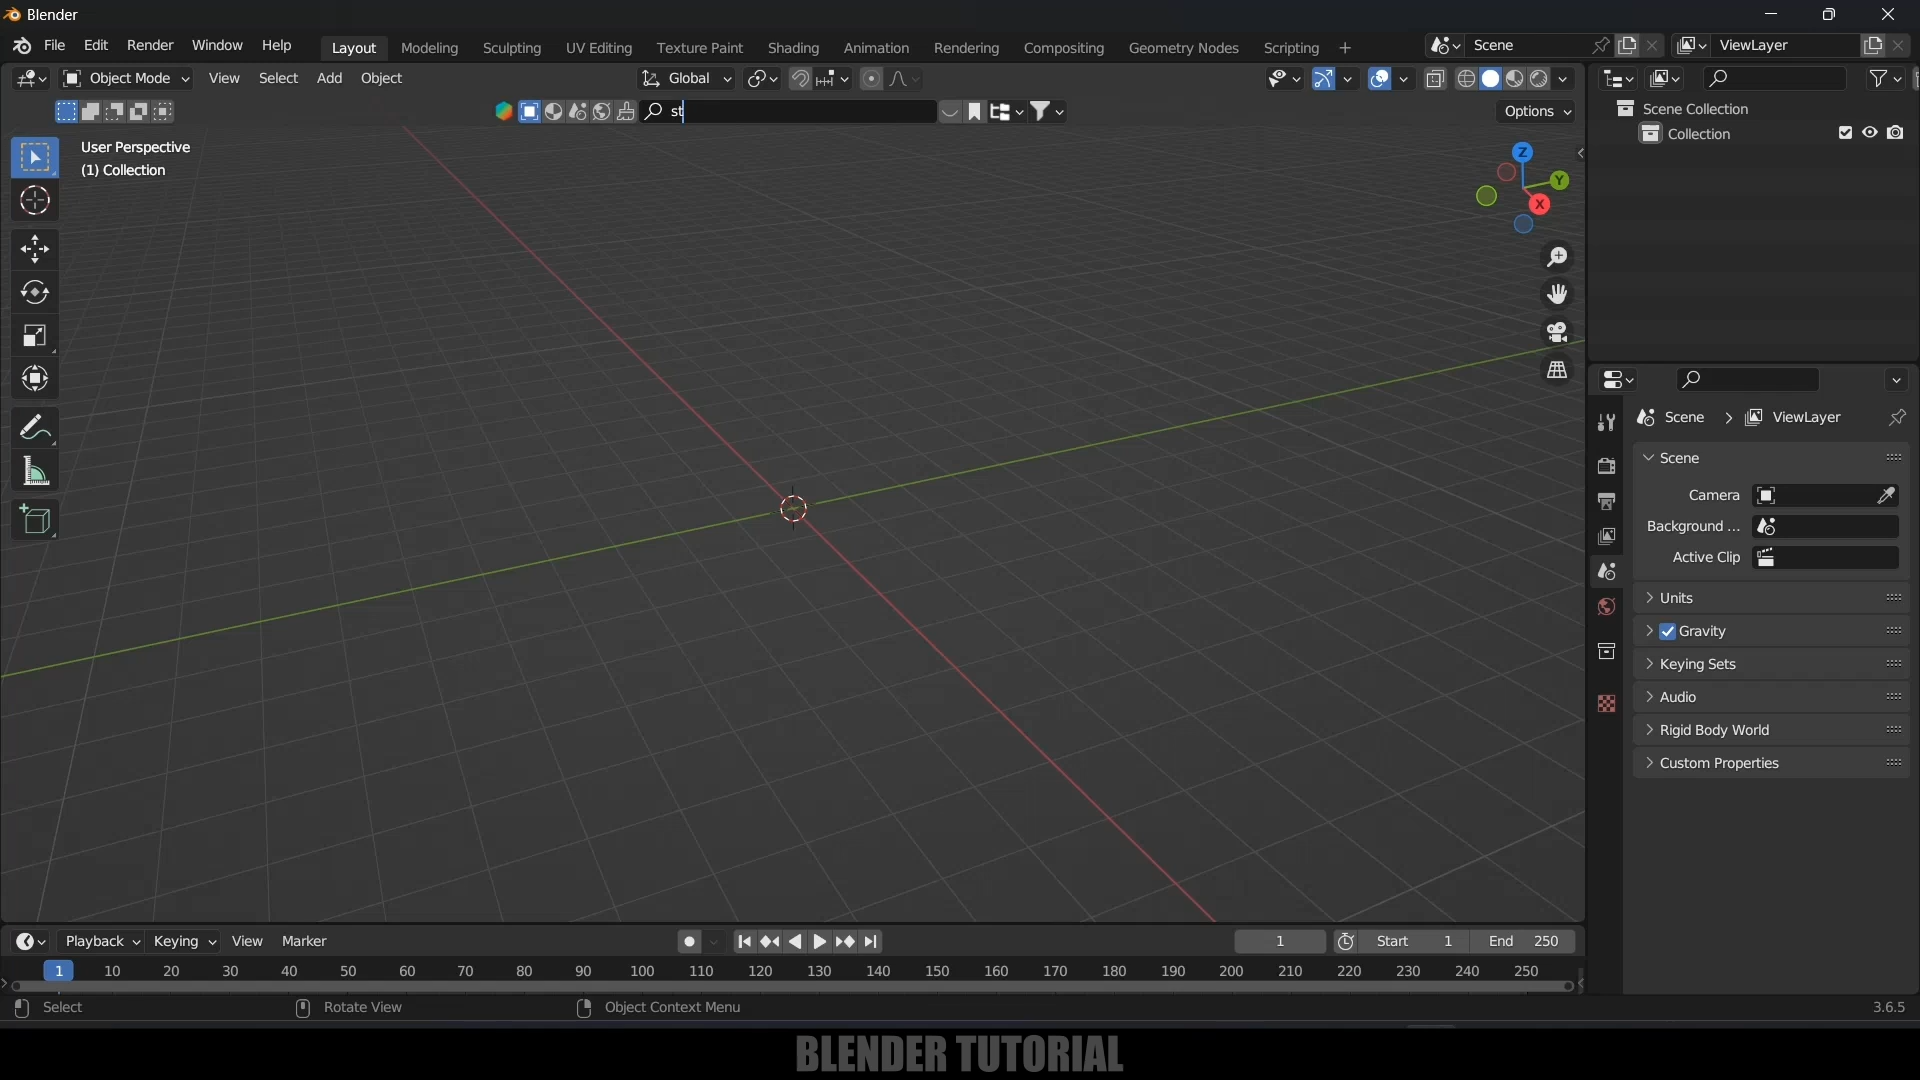 Blender
File Edit Render Window Help Layout Modeling Sculpting UV Editing Texture Paint Shading Animation Rendering Compositing Geometry Nodes Scripting + Scene ViewLayer
Object Mode View Select Add Object Global
st Options
User Perspective
(1) Collection
Z
Y
X
Scene Collection
Collection
Scene ViewLayer
Scene
Camera
Background ...
Active Clip
Units
Gravity
Keying Sets
Audio
Rigid Body World
Custom Properties
Playback Keying View Marker 1 Start 1 End 250
1 10 20 30 40 50 60 70 80 90 100 110 120 130 140 150 160 170 180 190 200 210 220 230 240 250
Select Rotate View Object Context Menu 3.6.5
BLENDER TUTORIAL